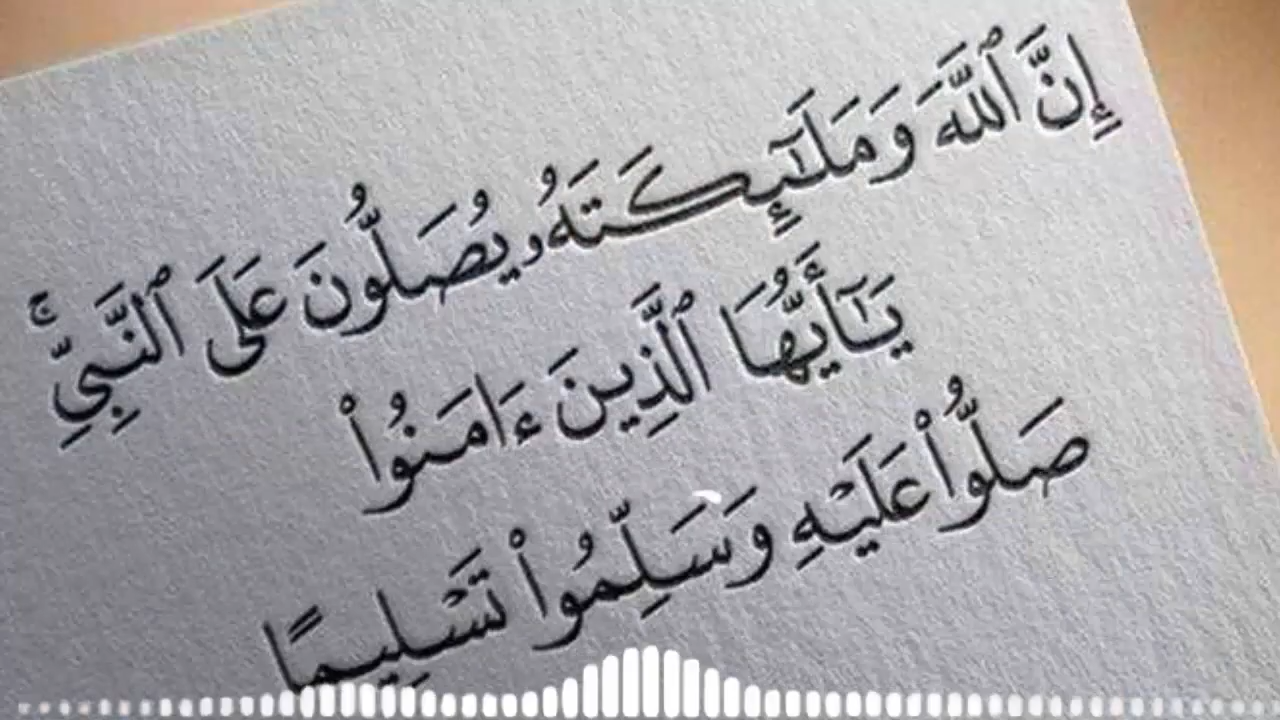 إِنَّ ٱللَّهَ وَمَلَٰٓئِكَتَهُۥ يُصَلُّونَ عَلَى ٱلنَّبِيِّۚ
يَٰٓأَيُّهَا ٱلَّذِينَ ءَامَنُوا۟
صَلُّوا۟ عَلَيْهِ وَسَلِّمُوا۟ تَسْلِيمًا